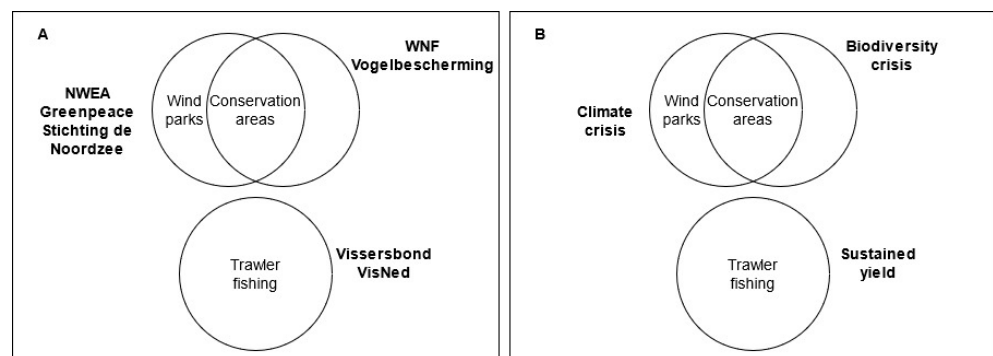 A
WNF
Vogelbescherming
NWEA
Greenpeace
Stichting de
Noordzee
Wind
parks
Conservation
areas
Trawler
fishing
Vissersbond
VisNed
B
Biodiversity
crisis
Climate
crisis
Wind
parks
Conservation
areas
Trawler
fishing
Sustained
yield